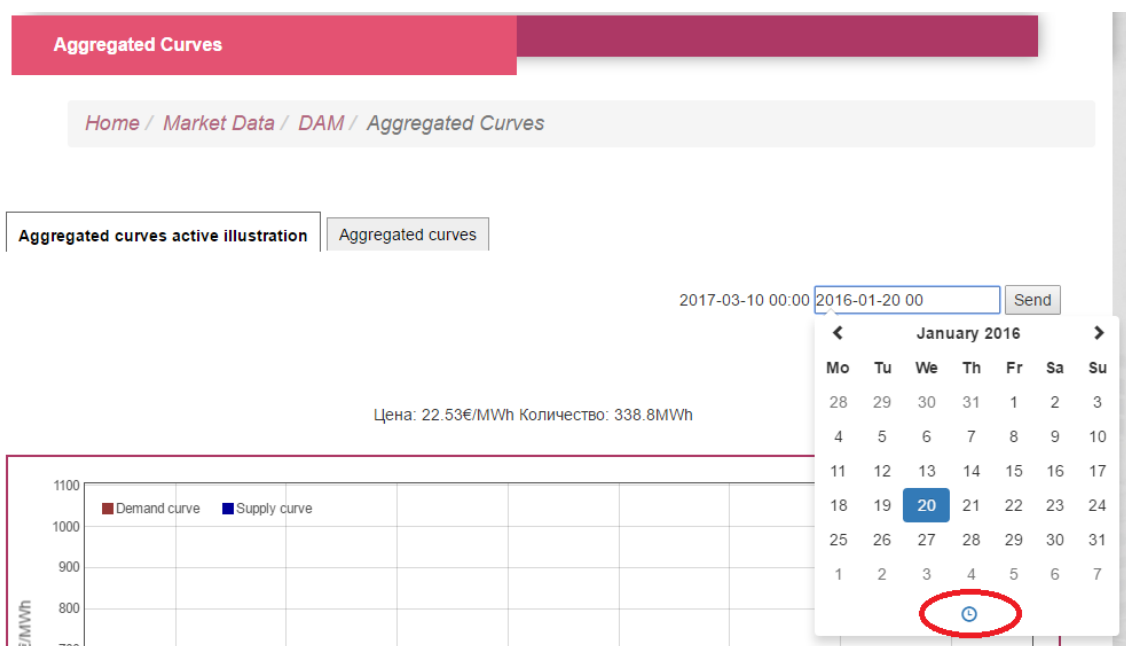 Aggregated Curves
Home / Market Data / DAM / Aggregated Curves
Aggregated curves active illustration Aggregated curves
2017-03-10 00:00 2016-01-20 00 Send
January 2016
Mo Tu We Th Fr Sa Su
28 29 30 31 1 2 3
4 5 6 7 8 9 10
11 12 13 14 15 16 17
18 19 20 21 22 23 24
25 26 27 28 29 30 31
1 2 3 4 5 6 7
Цена: 22.53€/MWh Количество: 338.8MWh
Demand curve Supply curve
1100
1000
900
800
€/MWh